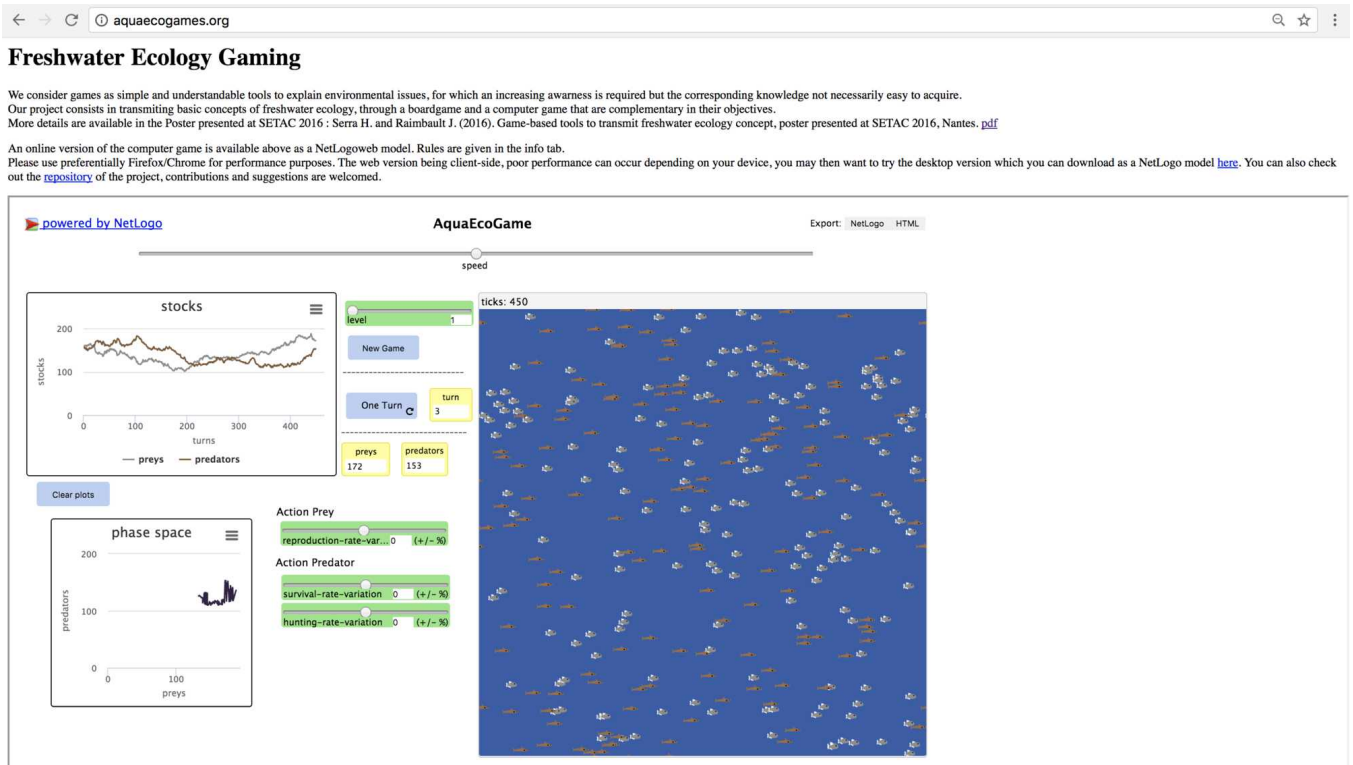 aquaecogames.org
Freshwater Ecology Gaming
We consider games as simple and understandable tools to explain environmental issues, for which an increasing awarness is required but the corresponding knowledge not necessarily easy to acquire.
Our project consists in transmiting basic concepts of freshwater ecology, through a boardgame and a computer game that are complementary in their objectives.
More details are available in the Poster presented at SETAC 2016 : Serra H. and Raimbault J. (2016). Game-based tools to transmit freshwater ecology concept, poster presented at SETAC 2016, Nantes. pdf
An online version of the computer game is available above as a NetLogoweb model. Rules are given in the info tab.
Please use preferentially Firefox/Chrome for performance purposes. The web version being client-side, poor performance can occur depending on your device, you may then want to try the desktop version which you can download as a NetLogo model here. You can also check
out the repository of the project, contributions and suggestions are welcomed.
powered by NetLogo
AquaEcoGame
Export: NetLogo HTML
speed
stocks
200
100
0
stocks
0 100 200 300 400
turns
preys predators
level 1
New Game
One Turn
turn
3
preys
172
predators
153
ticks: 450
Clear plots
phase space
200
100
0
predators
0 100
preys
Action Prey
reproduction-rate-var... 0 (+/- %)
Action Predator
survival-rate-variation 0 (+/- %)
hunting-rate-variation 0 (+/- %)